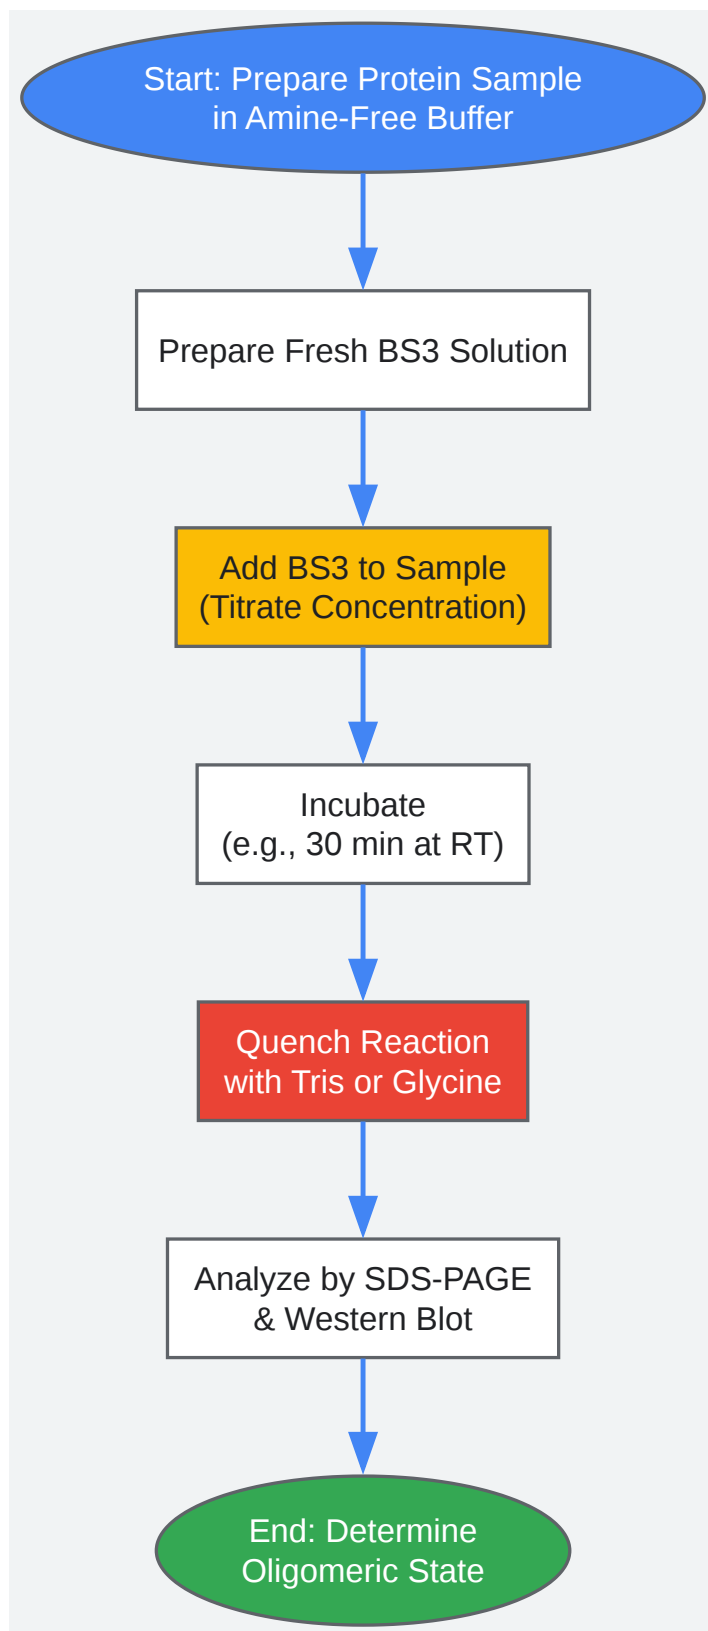 Start: Prepare Protein Sample
in Amine-Free Buffer
Prepare Fresh BS3 Solution
Add BS3 to Sample
(Titrate Concentration)
Incubate
(e.g., 30 min at RT)
Quench Reaction
with Tris or Glycine
Analyze by SDS-PAGE
& Western Blot
End: Determine
Oligomeric State